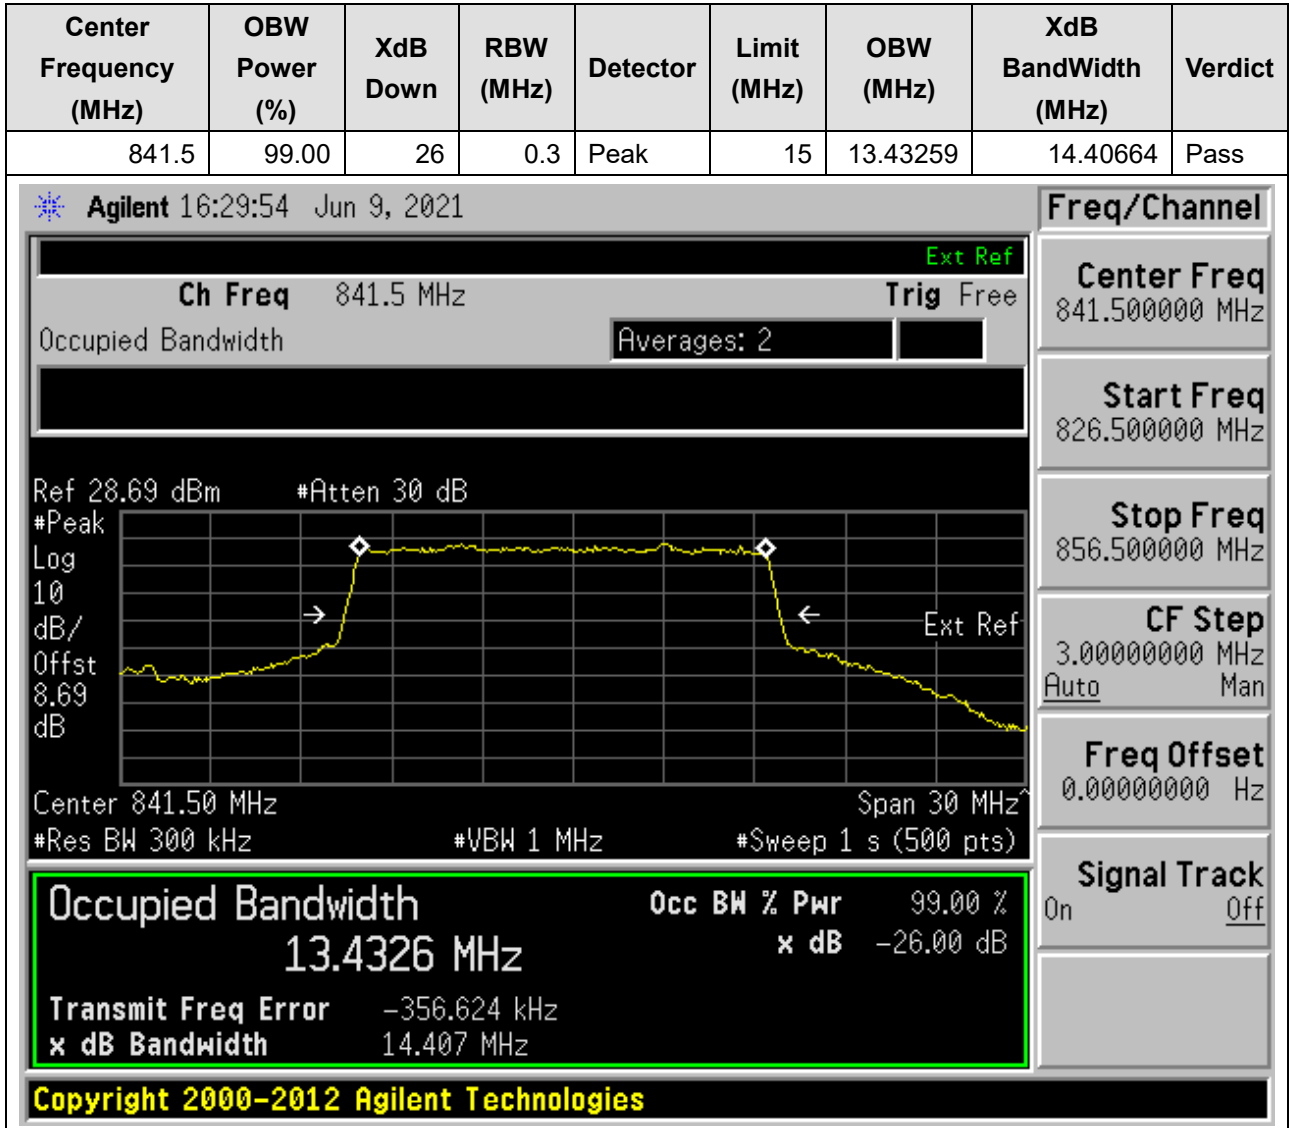 Center Frequency (MHz) OBW Power (%) XdB Down RBW (MHz) Detector Limit (MHz) OBW (MHz) XdB BandWidth (MHz) Verdict
841.5 99.00 26 0.3 Peak 15 13.43259 14.40664 Pass
Agilent 16:29:54 Jun 9, 2021
Ext Ref
Ch Freq 841.5 MHz Trig Free
Occupied Bandwidth Averages: 2
Ref 28.69 dBm #Atten 30 dB
#Peak
Log
10
dB/
Offst
8.69
dB
Ext Ref
Center 841.50 MHz Span 30 MHz^
#Res BW 300 kHz #VBW 1 MHz #Sweep 1 s (500 pts)
Occupied Bandwidth
13.4326 MHz
Occ BW % Pwr 99.00 %
x dB -26.00 dB
Transmit Freq Error -356.624 kHz
x dB Bandwidth 14.407 MHz
Copyright 2000-2012 Agilent Technologies
Freq/Channel
Center Freq
841.500000 MHz
Start Freq
826.500000 MHz
Stop Freq
856.500000 MHz
CF Step
3.00000000 MHz
Auto Man
Freq Offset
0.00000000 Hz
Signal Track
On Off